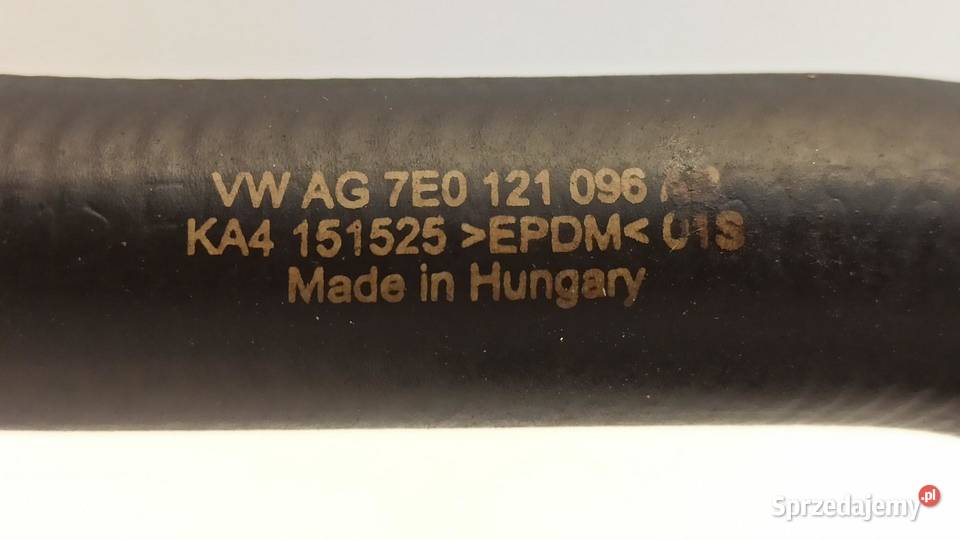 VW AG 7E0 121 096
KA4 151525 >EPDM< 01S
Made in Hungary
Sprzedajemy.pl